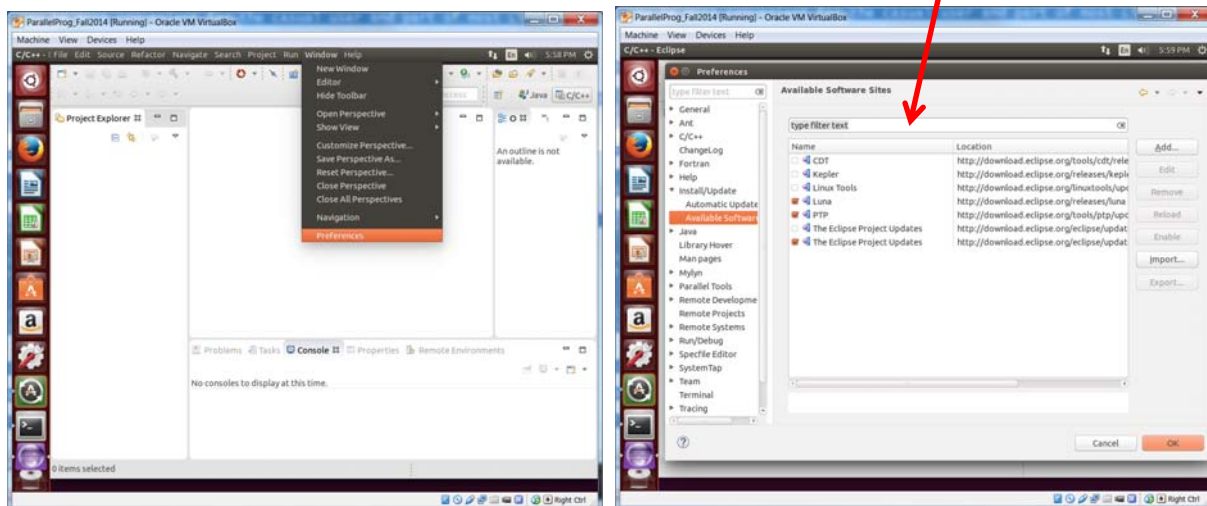 ParallelProg_Fall2014 [Running] - Oracle VM VirtualBox
Machine View Devices Help
C/C++ - File Edit Source Refactor Navigate Search Project Run Window Help
En 5:58 PM
New Window
Editor
Hide Toolbar
Open Perspective
Show View
Customize Perspective...
Save Perspective As...
Reset Perspective...
Close Perspective
Close All Perspectives
Navigation
Preferences
Java C/C++
Project Explorer
An outline is not
available.
Problems Tasks Console Properties Remote Environments
No consoles to display at this time.
0 items selected
Right Ctrl
ParallelProg_Fall2014 [Running] - Oracle VM VirtualBox
Machine View Devices Help
C/C++ - Eclipse
En 5:59 PM
Preferences
type filter text
General
Ant
C/C++
ChangeLog
Fortran
Help
Install/Update
Automatic Update
Available Softwar
Java
Library Hover
Man pages
Mylyn
Parallel Tools
Remote Developme
Remote Projects
Remote Systems
Run/Debug
Specfile Editor
SystemTap
Team
Terminal
Tracing
Available Software Sites
type filter text
Name Location
CDT http://download.eclipse.org/tools/cdt/rele
Kepler http://download.eclipse.org/releases/keple
Linux Tools http://download.eclipse.org/linuxtools/upd
Luna http://download.eclipse.org/releases/luna
PTP http://download.eclipse.org/tools/ptp/upd
The Eclipse Project Updates http://download.eclipse.org/eclipse/updat
The Eclipse Project Updates http://download.eclipse.org/eclipse/updat
Add...
Edit
Remove
Reload
Enable
Import...
Export...
Cancel OK
Right Ctrl